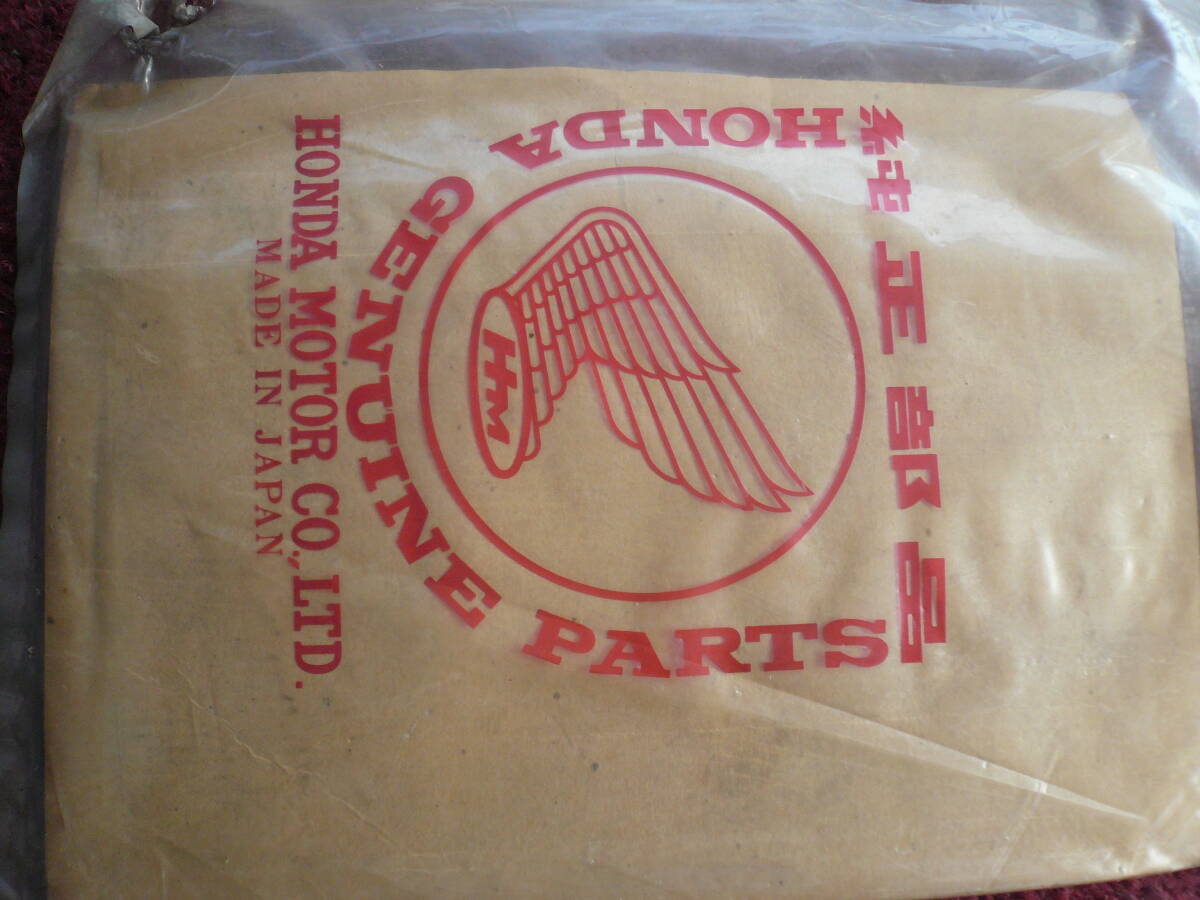 純正部品
HONDA GENUINE PARTS
HM
HONDA MOTOR CO., LTD.
MADE IN JAPAN